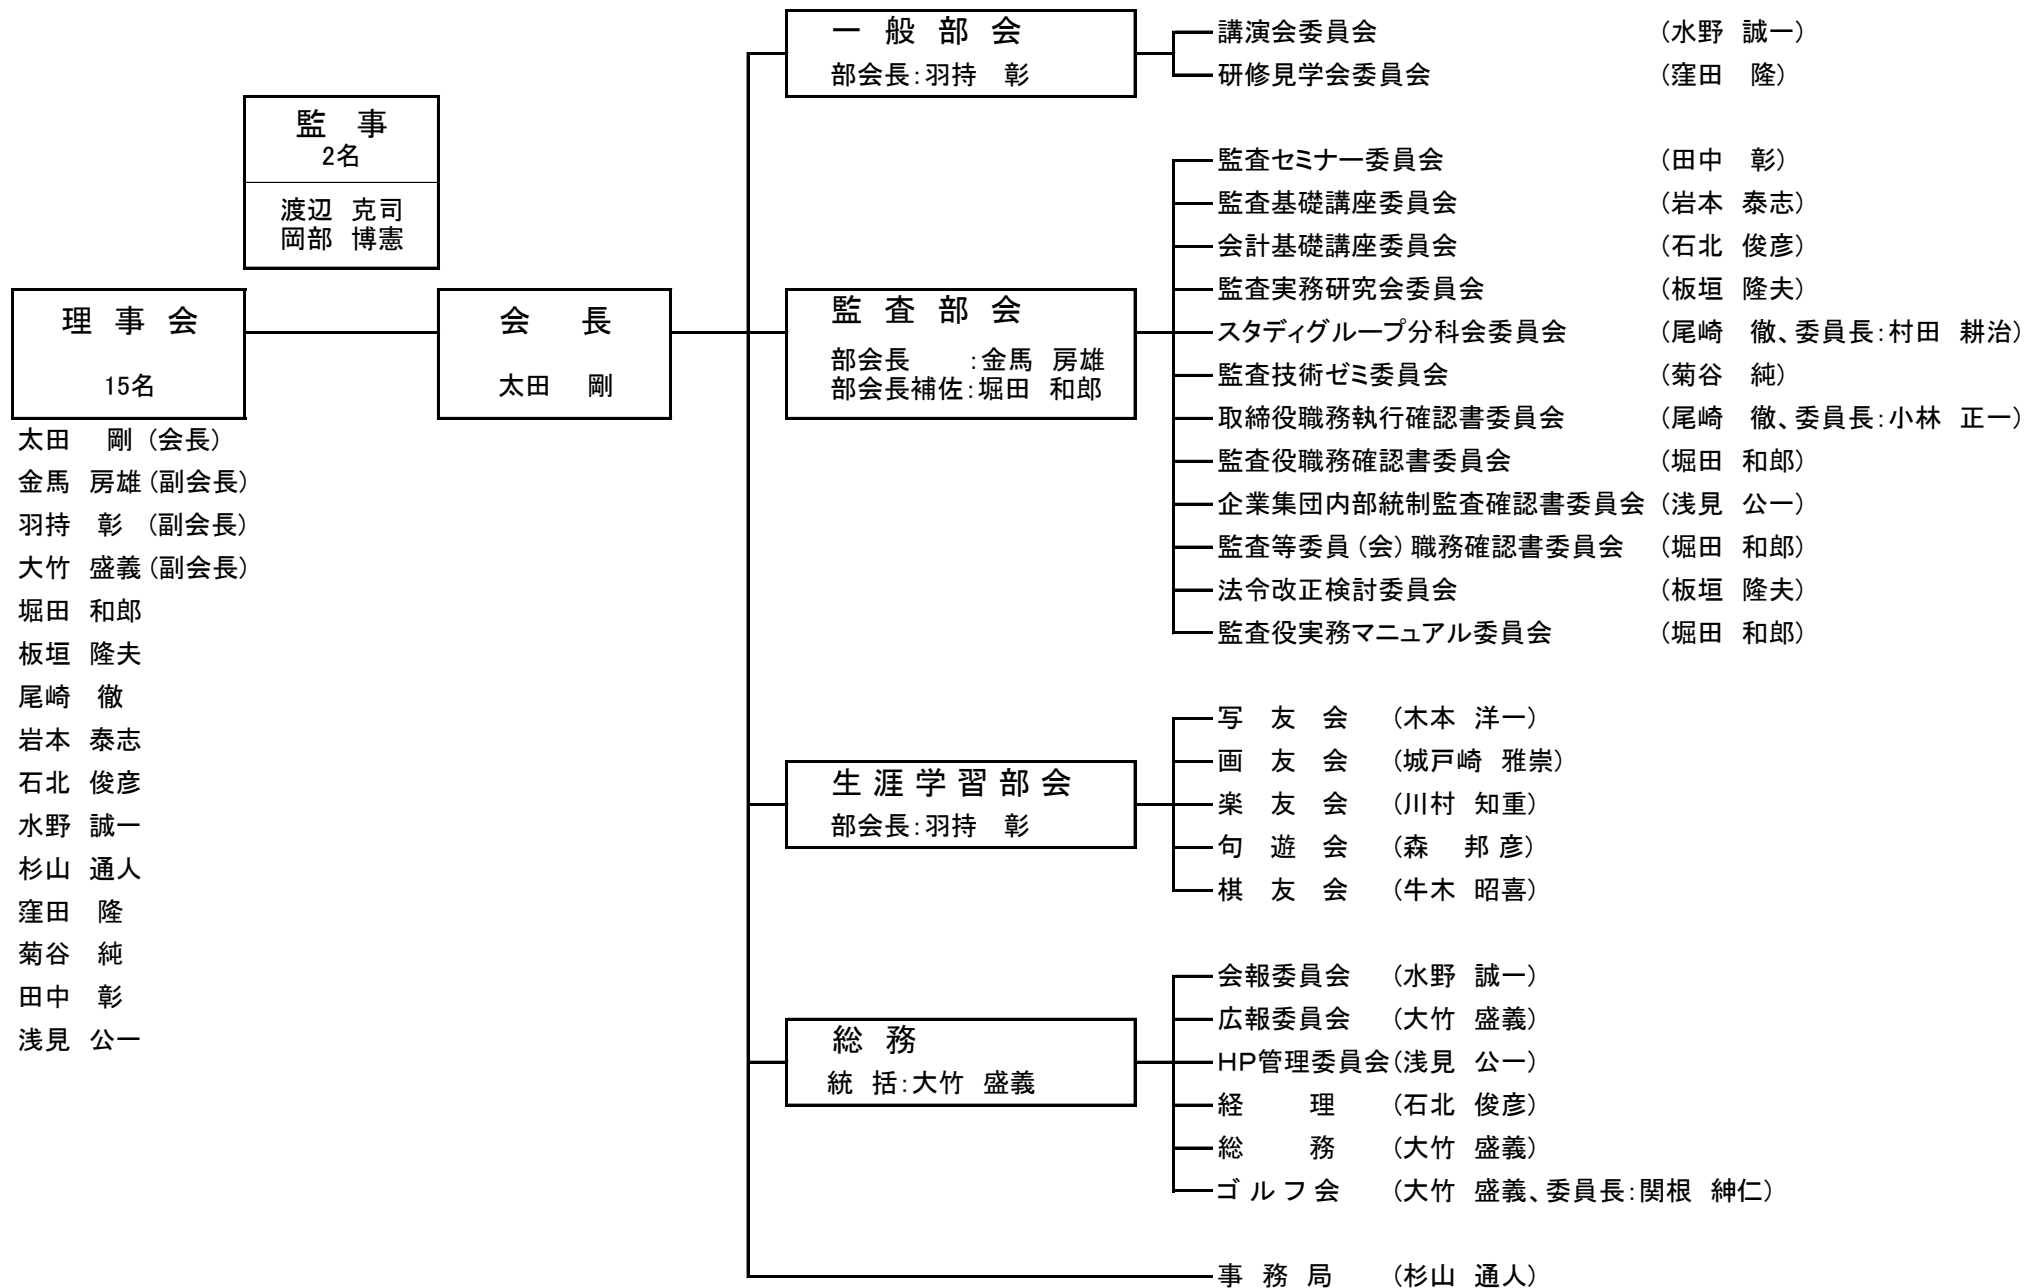 監　事
2名
渡辺　克司
岡部　博憲
理　事　会
15名
太田　剛（会長）
金馬　房雄（副会長）
羽持　彰　（副会長）
大竹　盛義（副会長）
堀田　和郎
板垣　隆夫
尾崎　徹
岩本　泰志
石北　俊彦
水野　誠一
杉山　通人
窪田　隆
菊谷　純
田中　彰
浅見　公一
会　長
太田　剛
一　般　部　会
部会長：羽持　彰
講演会委員会　（水野　誠一）
研修見学会委員会　（窪田　隆）
監　査　部　会
部会長　：金馬　房雄
部会長補佐：堀田　和郎
監査セミナー委員会　（田中　彰）
監査基礎講座委員会　（岩本　泰志）
会計基礎講座委員会　（石北　俊彦）
監査実務研究会委員会　（板垣　隆夫）
スタディグループ分科会委員会　（尾崎　徹、委員長：村田　耕治）
監査技術ゼミ委員会　（菊谷　純）
取締役職務執行確認書委員会　（尾崎　徹、委員長：小林　正一）
監査役職務確認書委員会　（堀田　和郎）
企業集団内部統制監査確認書委員会（浅見　公一）
監査等委員（会）職務確認書委員会　（堀田　和郎）
法令改正検討委員会　（板垣　隆夫）
監査役実務マニュアル委員会　（堀田　和郎）
生 涯 学 習 部 会
部会長：羽持　彰
写　友　会　（木本　洋一）
画　友　会　（城戸崎　雅崇）
楽　友　会　（川村　知重）
句　遊　会　（森　邦彦）
棋　友　会　（牛木　昭喜）
総　務
統　括：大竹　盛義
会報委員会　（水野　誠一）
広報委員会　（大竹　盛義）
HP管理委員会（浅見　公一）
経　理　（石北　俊彦）
総　務　（大竹　盛義）
ゴ ル フ 会　（大竹　盛義、委員長：関根　紳仁）
事　務　局　（杉山　通人）